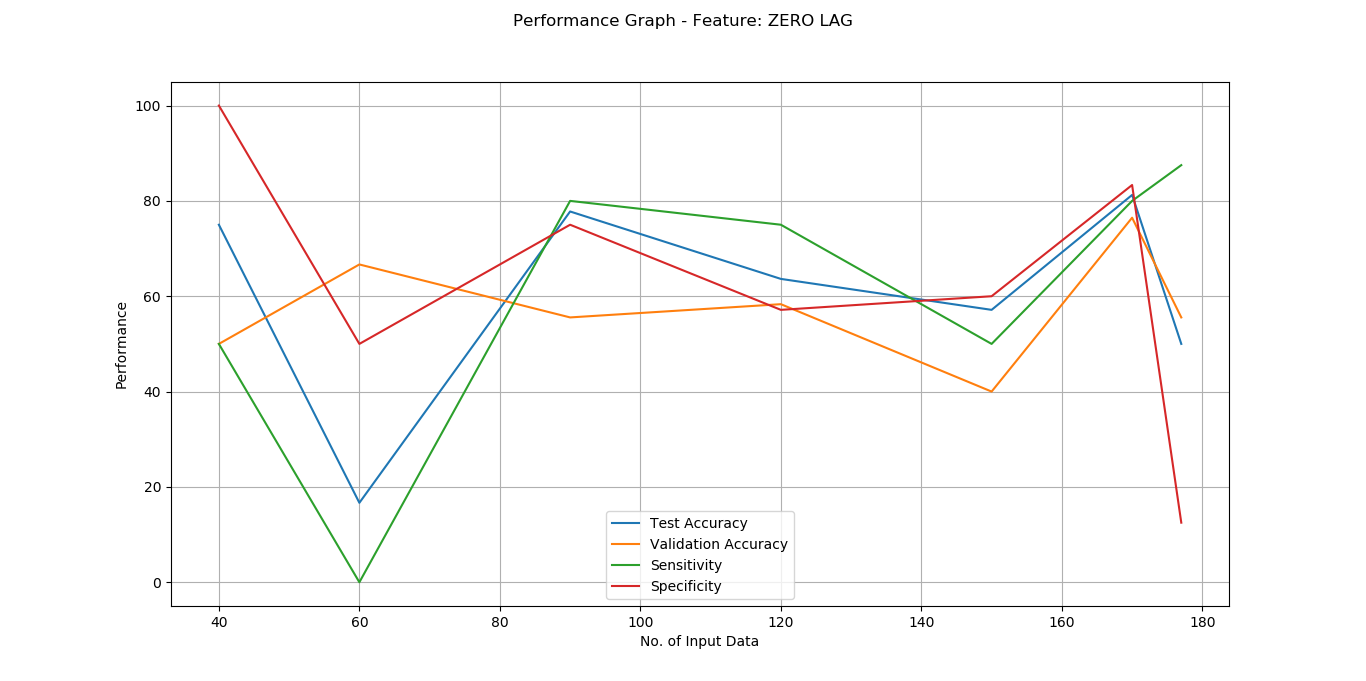 Performance Graph - Feature: ZERO LAG
100
80
60
40
20
0
Performance
Test Accuracy
Validation Accuracy
Sensitivity
Specificity
40 60 80 100 120 140 160 180
No. of Input Data